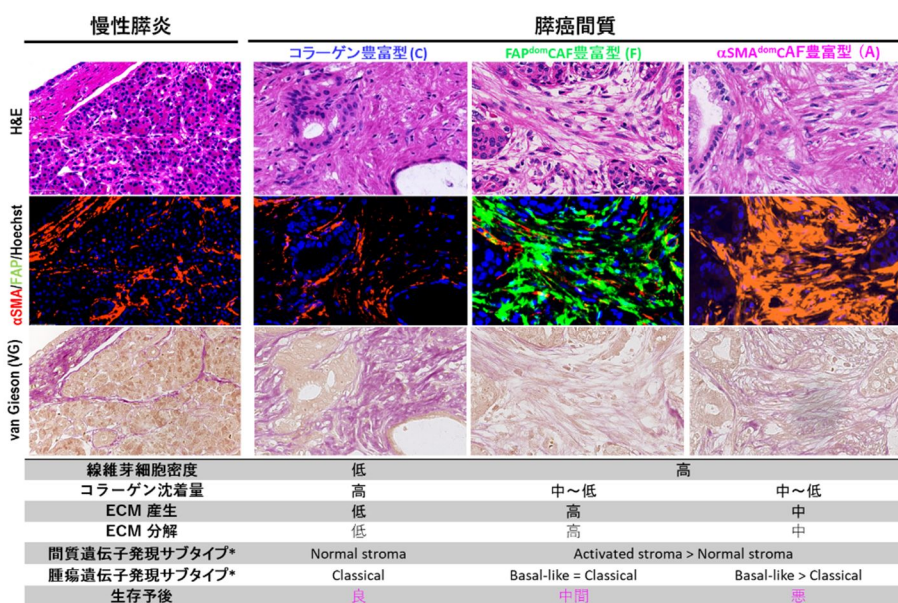 慢性膵炎
膵癌間質
コラーゲン豊富型 (C)
FAPdomCAF豊富型 (F)
αSMAdomCAF豊富型 (A)
H&E
αSMA/FAP/Hoechst
van Gieson (VG)
線維芽細胞密度 低 高
コラーゲン沈着量 高 中～低 中～低
ECM 産生 低 高 中
ECM 分解 低 高 中
間質遺伝子発現サブタイプ* Normal stroma Activated stroma > Normal stroma
腫瘍遺伝子発現サブタイプ* Classical Basal-like = Classical Basal-like > Classical
生存予後 良 中間 悪